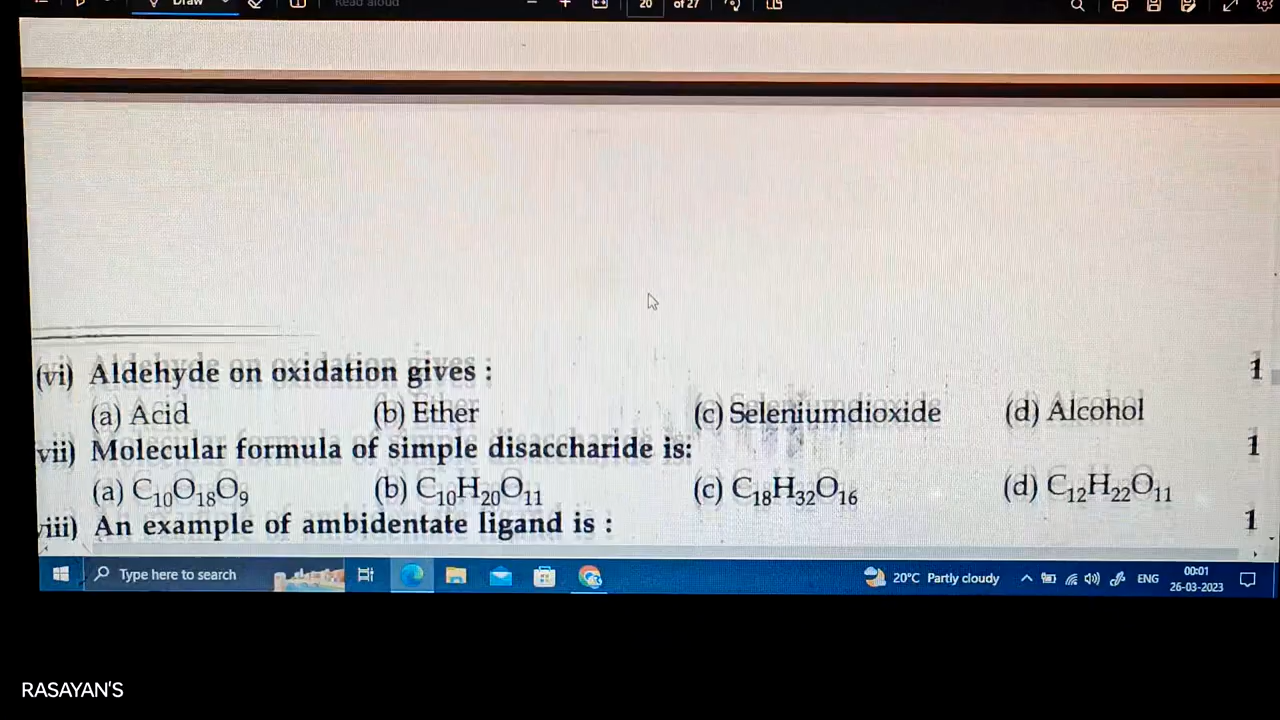 Draw
Read aloud
20 of 27
(vi) Aldehyde on oxidation gives : 1
(a) Acid (b) Ether (c) Seleniumdioxide (d) Alcohol
vii) Molecular formula of simple disaccharide is: 1
(a) C₁₀O₁₈O₉ (b) C₁₀H₂₀O₁₁ (c) C₁₈H₃₂O₁₆ (d) C₁₂H₂₂O₁₁
viii) An example of ambidentate ligand is : 1
Type here to search 20°C Partly cloudy ENG 00:01
26-03-2023
RASAYAN'S